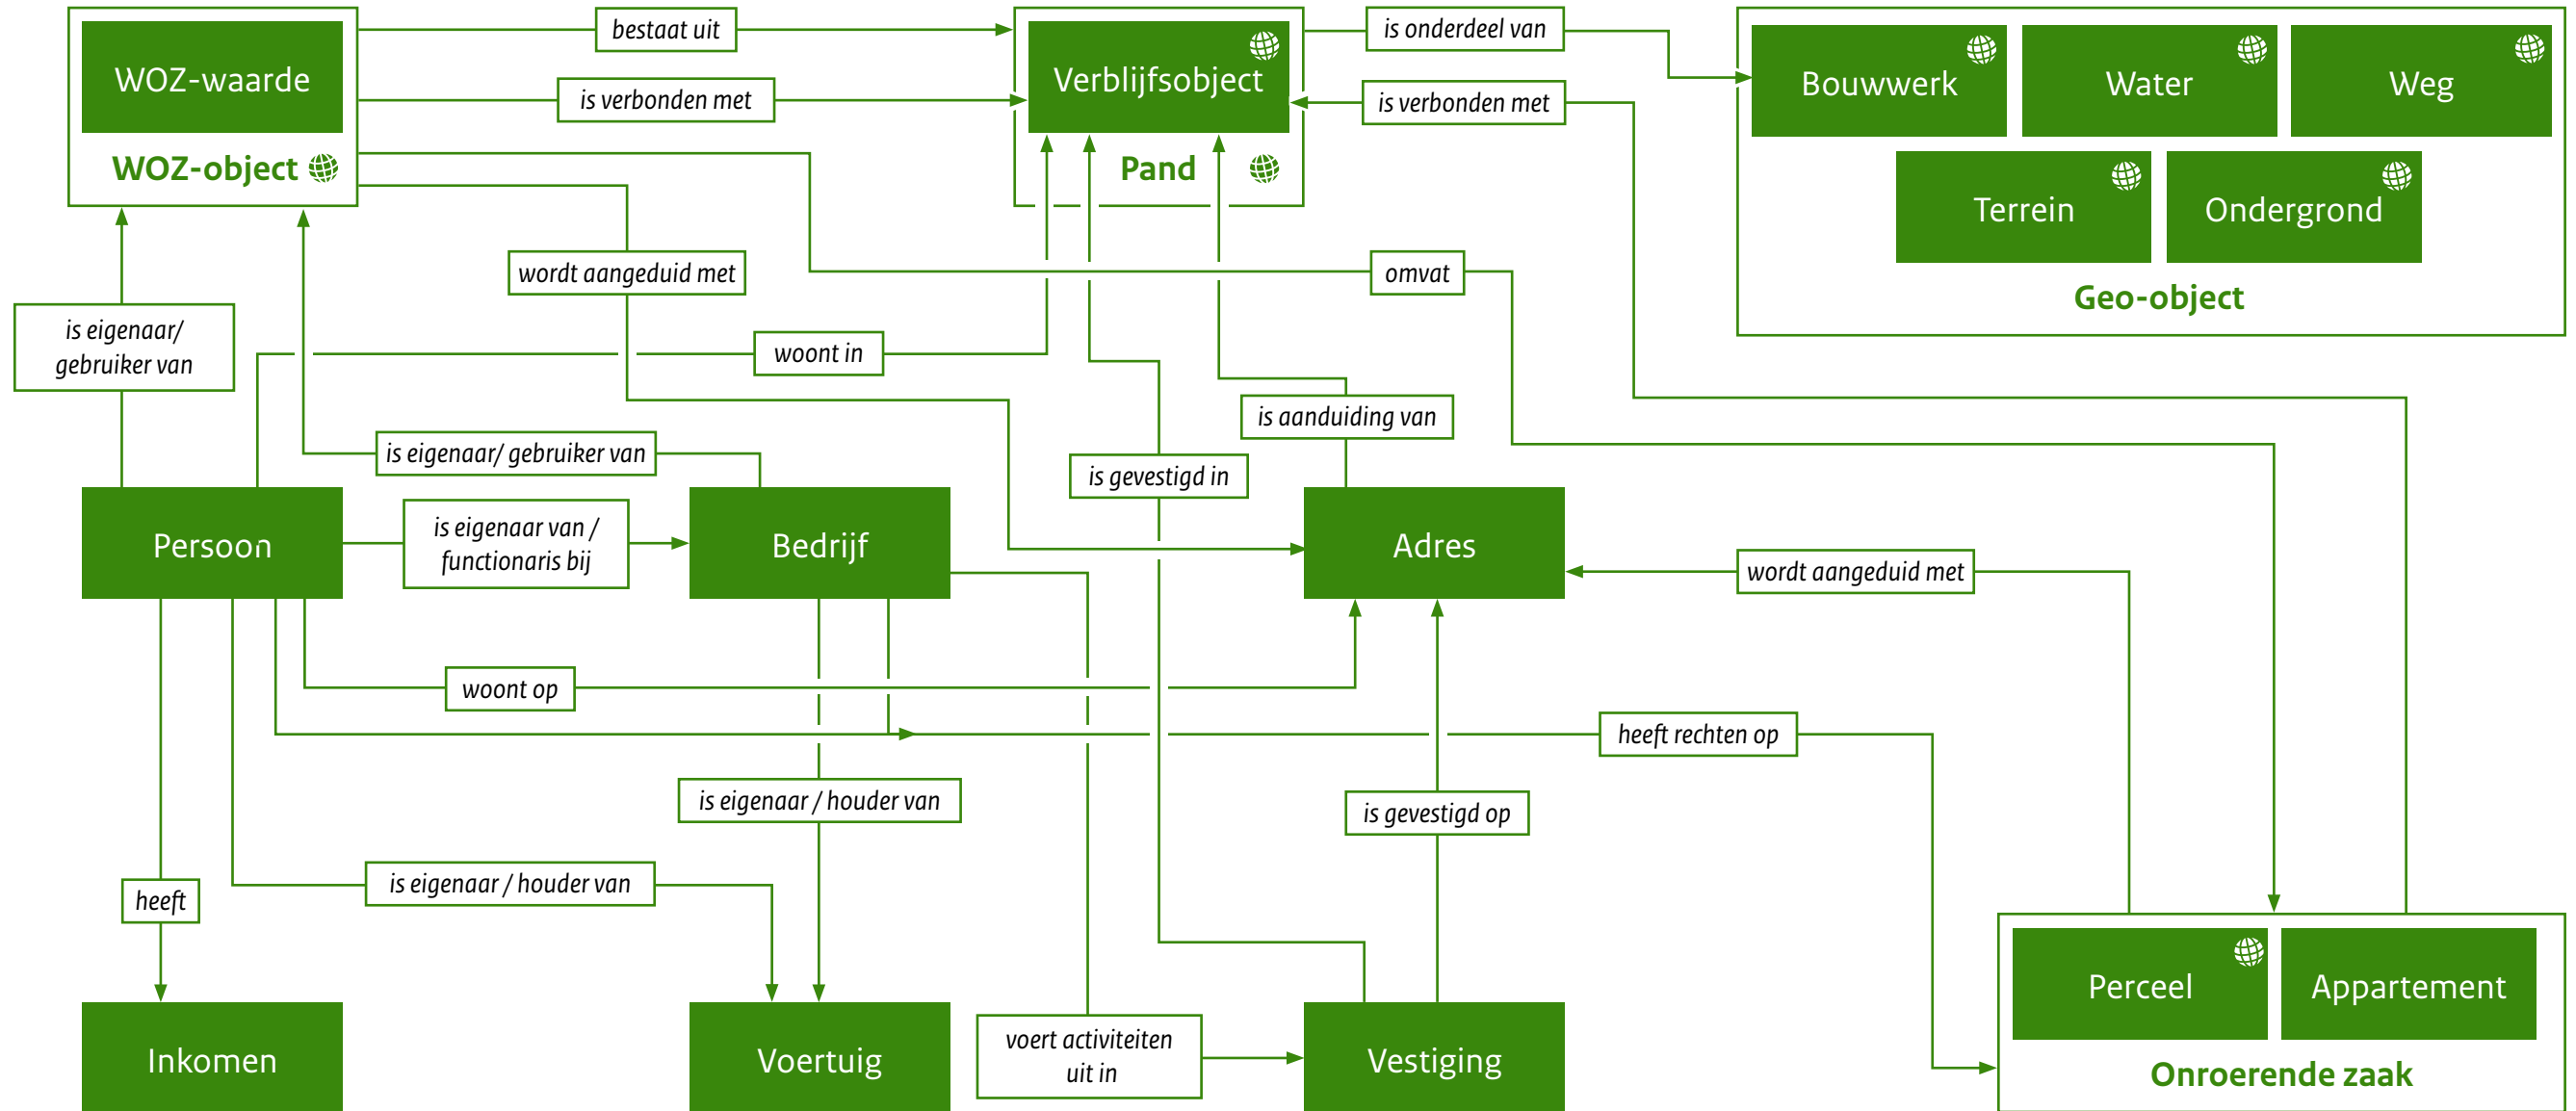 bestaat uit
is onderdeel van
WOZ-waarde
Verblijfsobject
Bouwwerk
Water
Weg
is verbonden met
is verbonden met
WOZ-object
Pand
Terrein
Ondergrond
wordt aangeduid met
omvat
Geo-object
is eigenaar/
gebruiker van
woont in
is aanduiding van
is eigenaar/ gebruiker van
is gevestigd in
Persoon
is eigenaar van /
functionaris bij
Bedrijf
Adres
wordt aangeduid met
woont op
heeft rechten op
is eigenaar / houder van
is gevestigd op
is eigenaar / houder van
heeft
Perceel
Appartement
Inkomen
Voertuig
voert activiteiten
uit in
Vestiging
Onroerende zaak